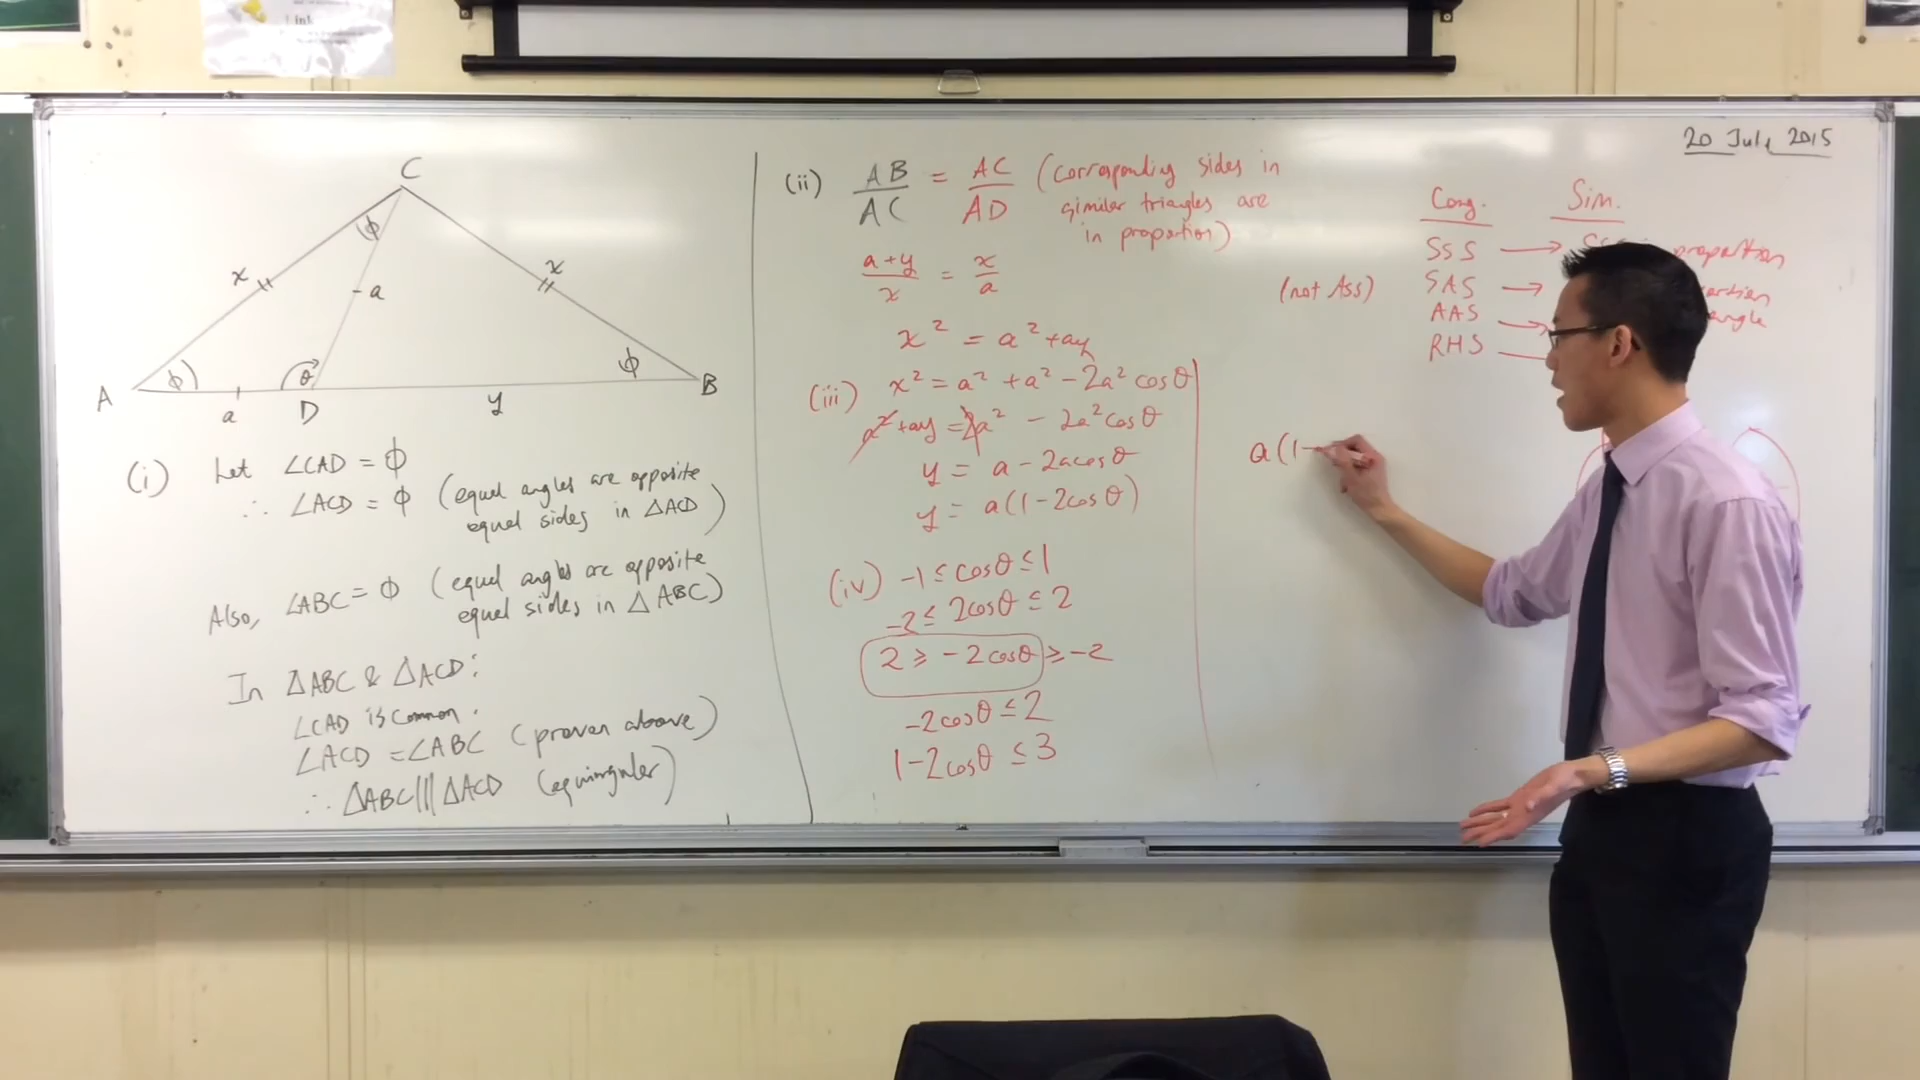 20 July 2015
C
φ
x
x
a
φ
θ
φ
A
a
D
y
B
(i) Let ∠CAD = φ
∴ ∠ACD = φ (equal angles are opposite
equal sides in △ACD)
Also, ∠ABC = φ (equal angles are opposite
equal sides in △ABC)
In △ABC & △ACD:
∠CAD is common.
∠ACD = ∠ABC (proven above)
∴ △ABC ||| △ACD (equiangular)
(ii) AB/AC = AC/AD (corresponding sides in
similar triangles are
in proportion)
a+y/x = x/a
x² = a²+ay
(iii) x² = a² + a² - 2a² cos θ
a²+ay = 2a² - 2a² cos θ
y = a - 2a cos θ
y = a(1-2cos θ)
(iv) -1 ≤ cos θ ≤ 1
-2 ≤ 2cos θ ≤ 2
2 ≥ -2cos θ ≥ -2
-2cos θ ≤ 2
1-2cos θ ≤ 3
Cong. Sim.
SSS → proportion
(not Ass) SAS →
AAS → angle
RHS
a(1-